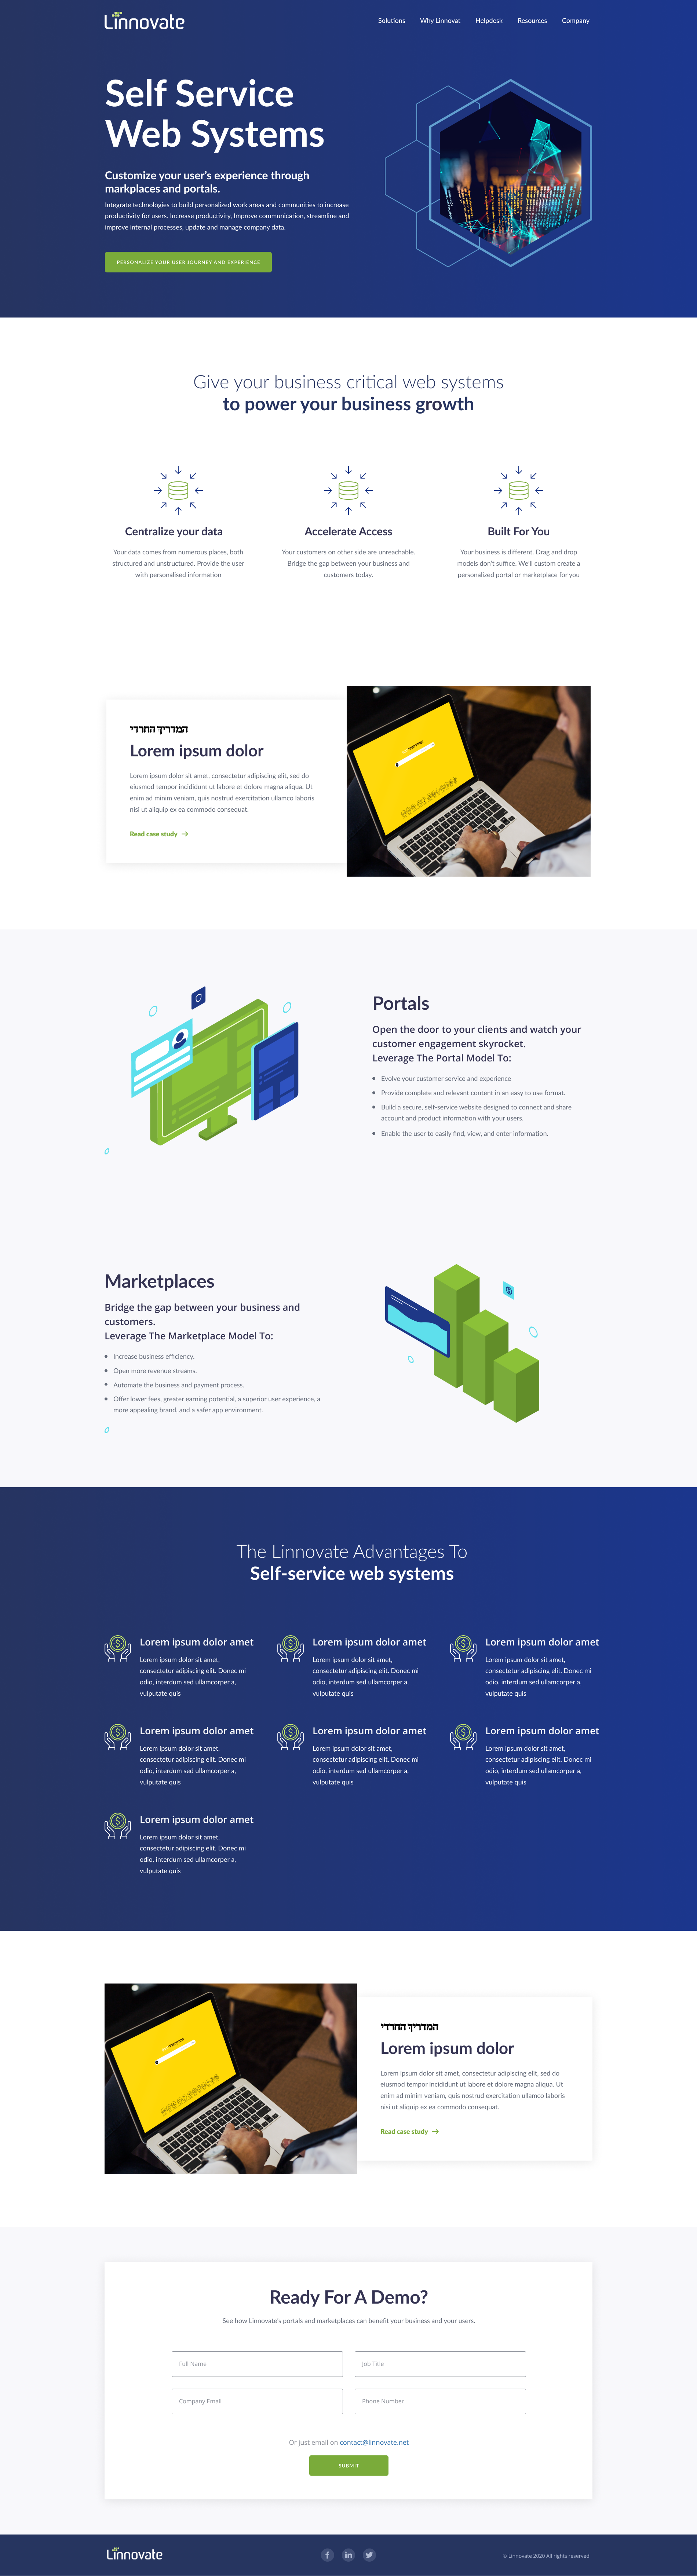 Linnovate
Solutions
Why Linnovat
Helpdesk
Resources
Company
Self Service
Web Systems
Customize your user's experience through
markplaces and portals.
Integrate technologies to build personalized work areas and communities to increase
productivity for users. Increase productivity, Improve communication, streamline and
improve internal processes, update and manage company data.
PERSONALIZE YOUR USER JOURNEY AND EXPERIENCE
Give your business critical web systems
to power your business growth
Centralize your data
Your data comes from numerous places, both
structured and unstructured. Provide the user
with personalised information
Accelerate Access
Your customers on other side are unreachable.
Bridge the gap between your business and
customers today.
Built For You
Your business is different. Drag and drop
models don't suffice. We'll custom create a
personalized portal or marketplace for you
המדריך החרדי
Lorem ipsum dolor
Lorem ipsum dolor sit amet, consectetur adipiscing elit, sed do
eiusmod tempor incididunt ut labore et dolore magna aliqua. Ut
enim ad minim veniam, quis nostrud exercitation ullamco laboris
nisi ut aliquip ex ea commodo consequat.
Read case study →
Portals
Open the door to your clients and watch your
customer engagement skyrocket.
Leverage The Portal Model To:
Evolve your customer service and experience
Provide complete and relevant content in an easy to use format.
Build a secure, self-service website designed to connect and share
account and product information with your users.
Enable the user to easily find, view, and enter information.
Marketplaces
Bridge the gap between your business and
customers.
Leverage The Marketplace Model To:
Increase business efficiency.
Open more revenue streams.
Automate the business and payment process.
Offer lower fees, greater earning potential, a superior user experience, a
more appealing brand, and a safer app environment.
The Linnovate Advantages To
Self-service web systems
Lorem ipsum dolor amet
Lorem ipsum dolor sit amet,
consectetur adipiscing elit. Donec mi
odio, interdum sed ullamcorper a,
vulputate quis
Lorem ipsum dolor amet
Lorem ipsum dolor sit amet,
consectetur adipiscing elit. Donec mi
odio, interdum sed ullamcorper a,
vulputate quis
Lorem ipsum dolor amet
Lorem ipsum dolor sit amet,
consectetur adipiscing elit. Donec mi
odio, interdum sed ullamcorper a,
vulputate quis
Lorem ipsum dolor amet
Lorem ipsum dolor sit amet,
consectetur adipiscing elit. Donec mi
odio, interdum sed ullamcorper a,
vulputate quis
Lorem ipsum dolor amet
Lorem ipsum dolor sit amet,
consectetur adipiscing elit. Donec mi
odio, interdum sed ullamcorper a,
vulputate quis
Lorem ipsum dolor amet
Lorem ipsum dolor sit amet,
consectetur adipiscing elit. Donec mi
odio, interdum sed ullamcorper a,
vulputate quis
Lorem ipsum dolor amet
Lorem ipsum dolor sit amet,
consectetur adipiscing elit. Donec mi
odio, interdum sed ullamcorper a,
vulputate quis
המדריך החרדי
Lorem ipsum dolor
Lorem ipsum dolor sit amet, consectetur adipiscing elit, sed do
eiusmod tempor incididunt ut labore et dolore magna aliqua. Ut
enim ad minim veniam, quis nostrud exercitation ullamco laboris
nisi ut aliquip ex ea commodo consequat.
Read case study →
Ready For A Demo?
See how Linnovate's portals and marketplaces can benefit your business and your users.
Full Name
Job Title
Company Email
Phone Number
Or just email on contact@linnovate.net
SUBMIT
Linnovate
© Linnovate 2020 All rights reserved